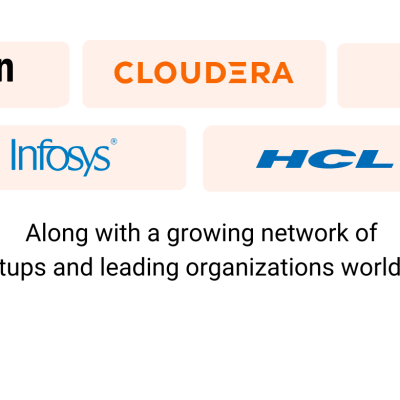 n
CLOUDERA
Infosys®
HCL
Along with a growing network of
tups and leading organizations world